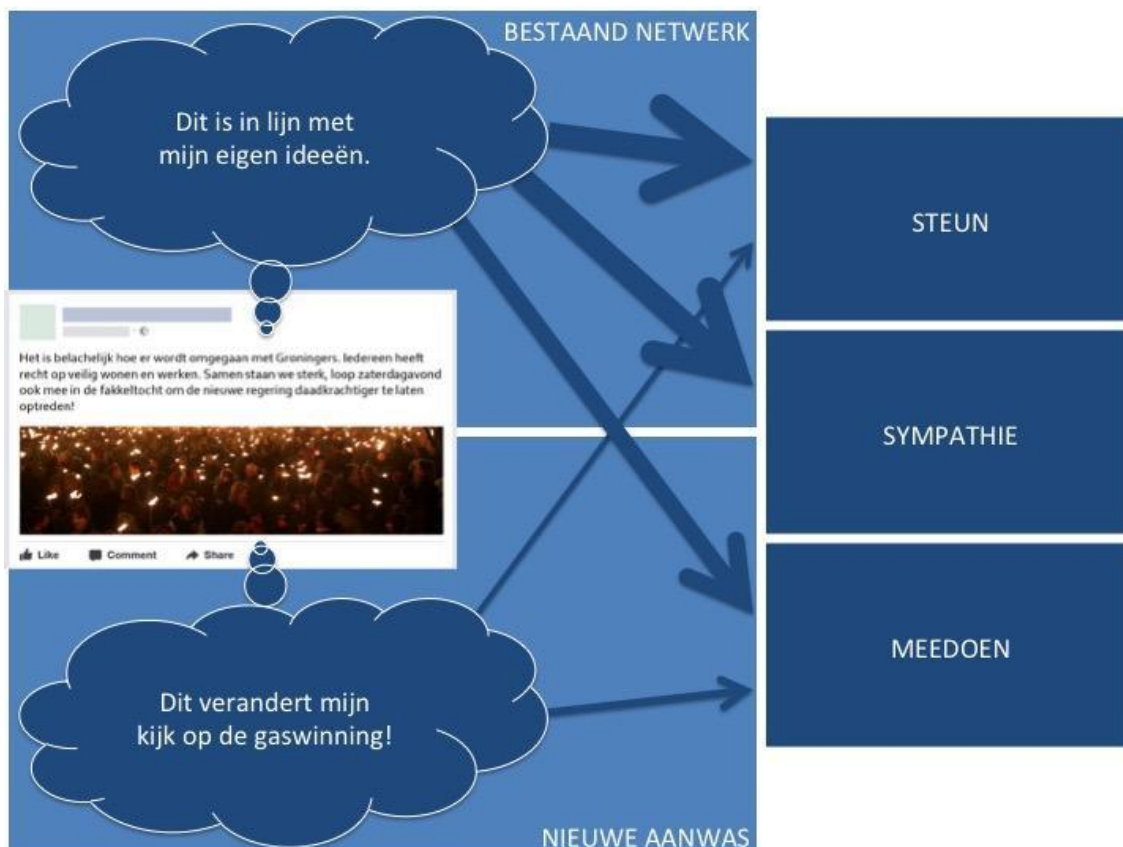 BESTAAND NETWERK
Dit is in lijn met
mijn eigen ideeën.
STEUN
Het is belachelijk hoe er wordt omgegaan met Groningers. Iedereen heeft
recht op veilig wonen en werken. Samen staan we sterk, loop zaterdagavond
ook mee in de fakkeltocht om de nieuwe regering daadkrachtiger te laten
optreden!
SYMPATHIE
Like Comment Share
MEEDOEN
Dit verandert mijn
kijk op de gaswinning!
NIEUWE AANWAS